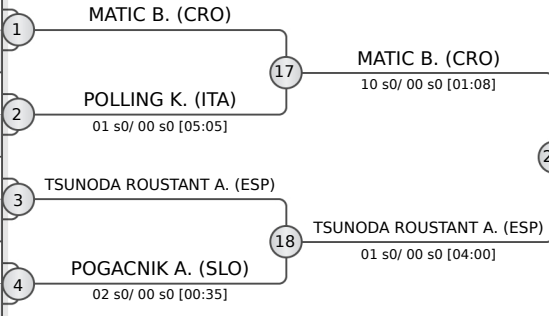 MATIC B. (CRO)
1
17
MATIC B. (CRO)
10 s0/ 00 s0 [01:08]
POLLING K. (ITA)
2
01 s0/ 00 s0 [05:05]
TSUNODA ROUSTANT A. (ESP)
3
18
TSUNODA ROUSTANT A. (ESP)
01 s0/ 00 s0 [04:00]
POGACNIK A. (SLO)
4
02 s0/ 00 s0 [00:35]